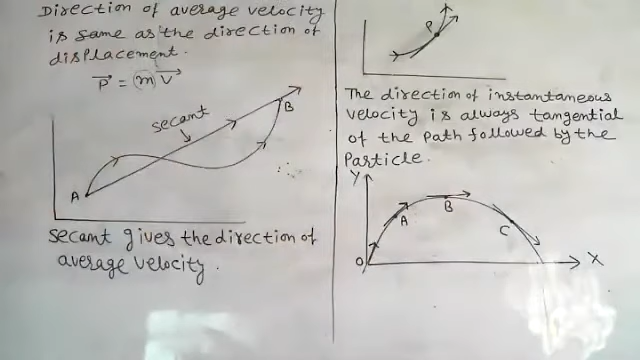 Direction of average velocity
is same as the direction of
displacement.
P = m V
secant
B
A
secant gives the direction of
average velocity.
P
The direction of instantaneous
velocity is always tangential
of the path followed by the
Particle.
Y
A
B
C
O
X